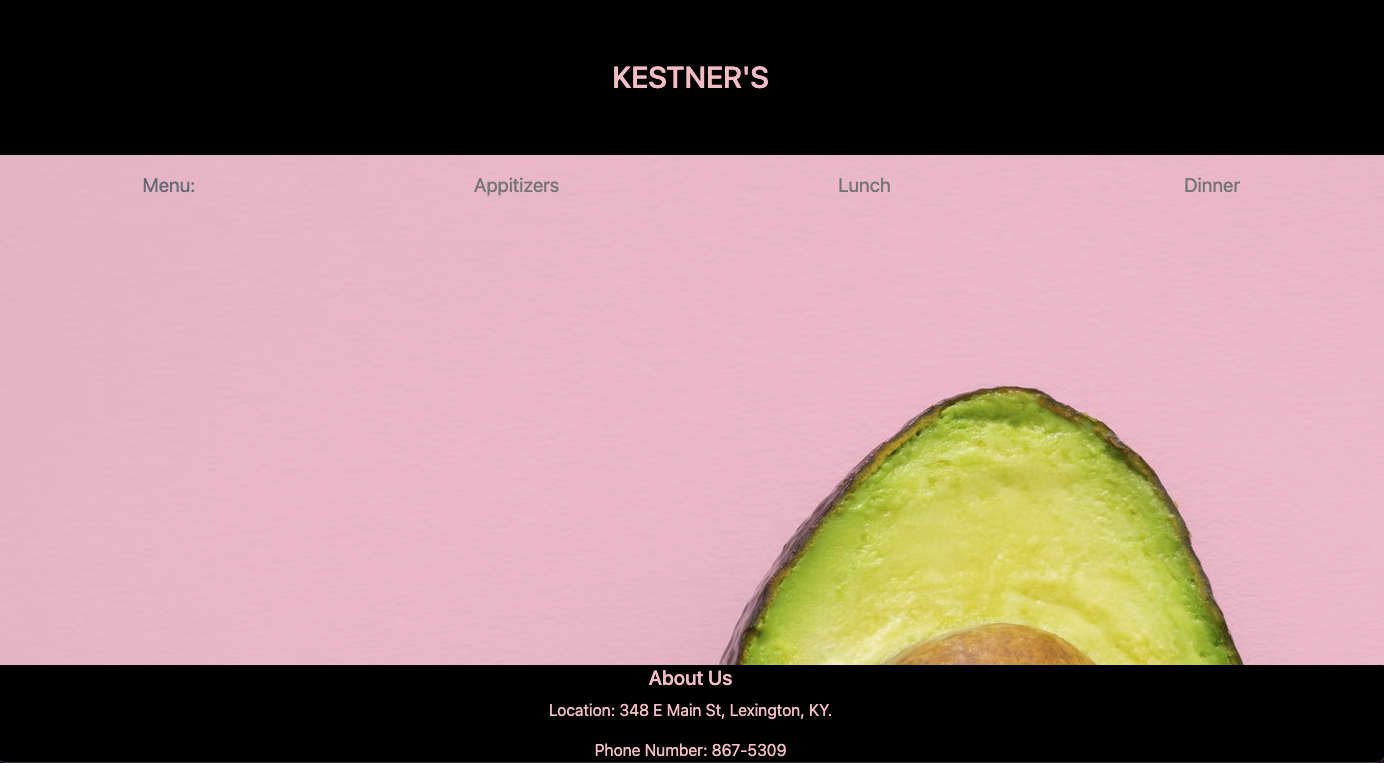 KESTNER'S
Menu: Appitizers Lunch Dinner
About Us
Location: 348 E Main St, Lexington, KY.
Phone Number: 867-5309